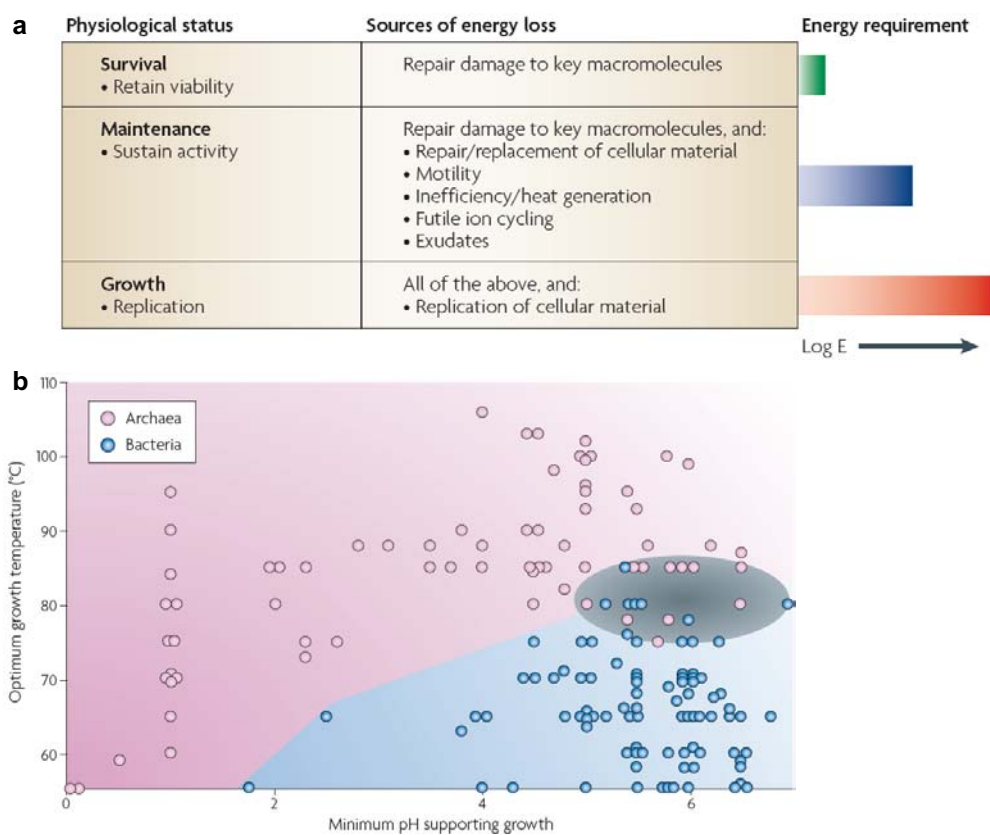 a
Physiological status Sources of energy loss Energy requirement
Survival
• Retain viability
Repair damage to key macromolecules
Maintenance
• Sustain activity
Repair damage to key macromolecules, and:
• Repair/replacement of cellular material
• Motility
• Inefficiency/heat generation
• Futile ion cycling
• Exudates
Growth
• Replication
All of the above, and:
• Replication of cellular material
Log E
b
Optimum growth temperature (°C)
110
100
90
80
70
60
Archaea
Bacteria
0 2 4 6
Minimum pH supporting growth